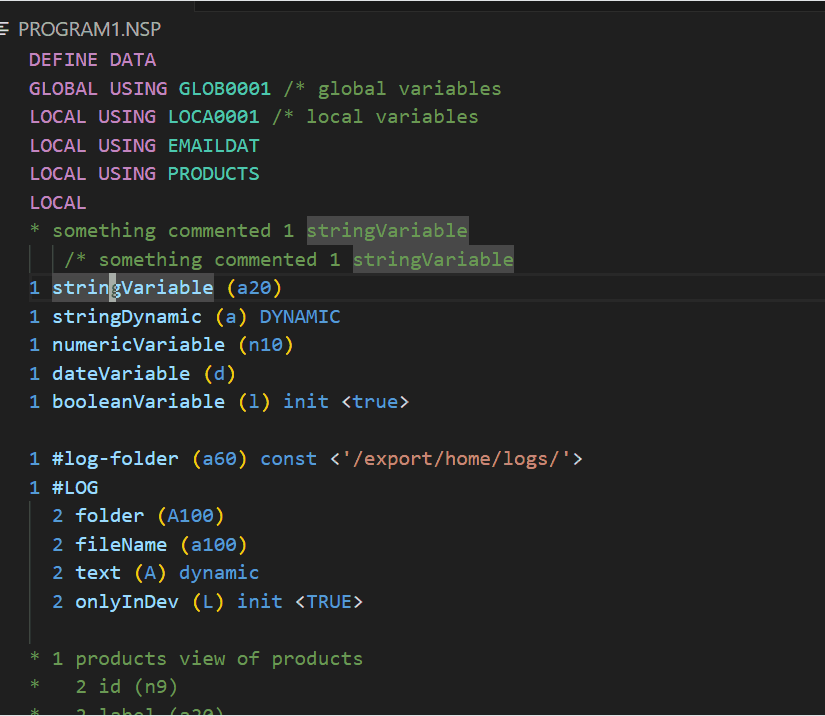 PROGRAM1.NSP
DEFINE DATA
GLOBAL USING GLOB0001 /* global variables
LOCAL USING LOCA0001 /* local variables
LOCAL USING EMAILDAT
LOCAL USING PRODUCTS
LOCAL
* something commented 1 stringVariable
/* something commented 1 stringVariable
1 stringVariable (a20)
1 stringDynamic (a) DYNAMIC
1 numericVariable (n10)
1 dateVariable (d)
1 booleanVariable (l) init <true>
1 #log-folder (a60) const <'/export/home/logs/'>
1 #LOG
2 folder (A100)
2 fileName (a100)
2 text (A) dynamic
2 onlyInDev (L) init <TRUE>
* 1 products view of products
* 2 id (n9)
* 2 label (a20)